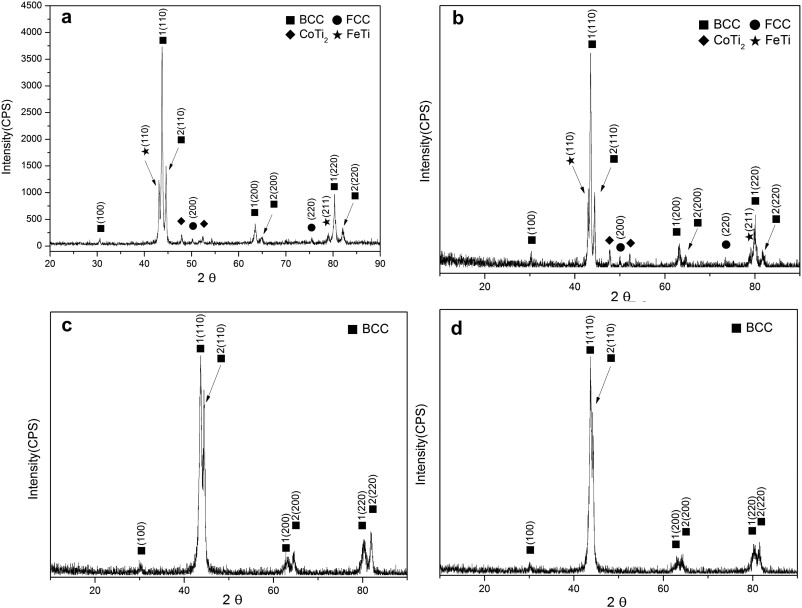 a
■ BCC ● FCC
◆ CoTi2 ★ FeTi
4500
4000
3500
3000
2500
2000
1500
1000
500
0
Intensity(CPS)
1(110)
★(110)
2(110)
(100)
(200)
1(200)
2(200)
(220)
★(211)
1(220)
2(220)
20 30 40 50 60 70 80 90
2 θ
b
■ BCC ● FCC
◆ CoTi2 ★ FeTi
Intensity(CPS)
1(110)
★(110)
2(110)
(100)
(200)
1(200)
2(200)
(220)
★(211)
1(220)
2(220)
20 40 60 80
2 θ
c
■ BCC
Intensity(CPS)
1(110)
2(110)
(100)
1(200)
2(200)
1(220)
2(220)
20 40 60 80
2 θ
d
■ BCC
Intensity(CPS)
1(110)
2(110)
(100)
1(200)
2(200)
1(220)
2(220)
20 40 60 80
2 θ